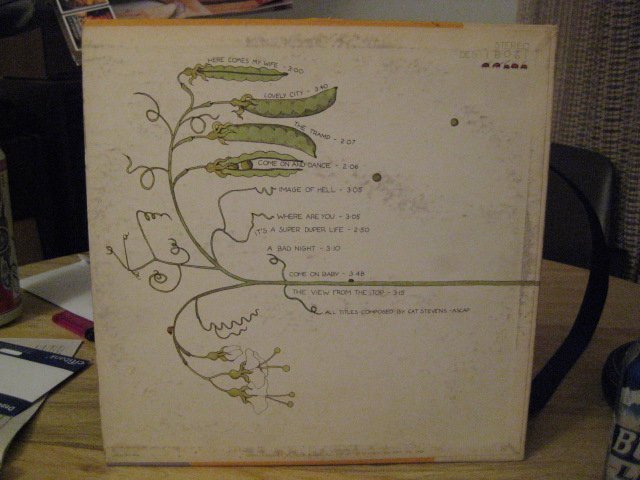 STEREO
HERE COMES MY WIFE - 3:00
LOVELY CITY - 3:40
THE TRAMP - 2:07
COME ON AND DANCE - 2:06
IMAGE OF HELL - 3:05
WHERE ARE YOU - 3:05
IT'S A SUPER DUPER LIFE - 2:50
A BAD NIGHT - 3:10
COME ON BABY - 3:48
THE VIEW FROM THE TOP - 3:15
ALL TITLES COMPOSED BY CAT STEVENS - ASCAP